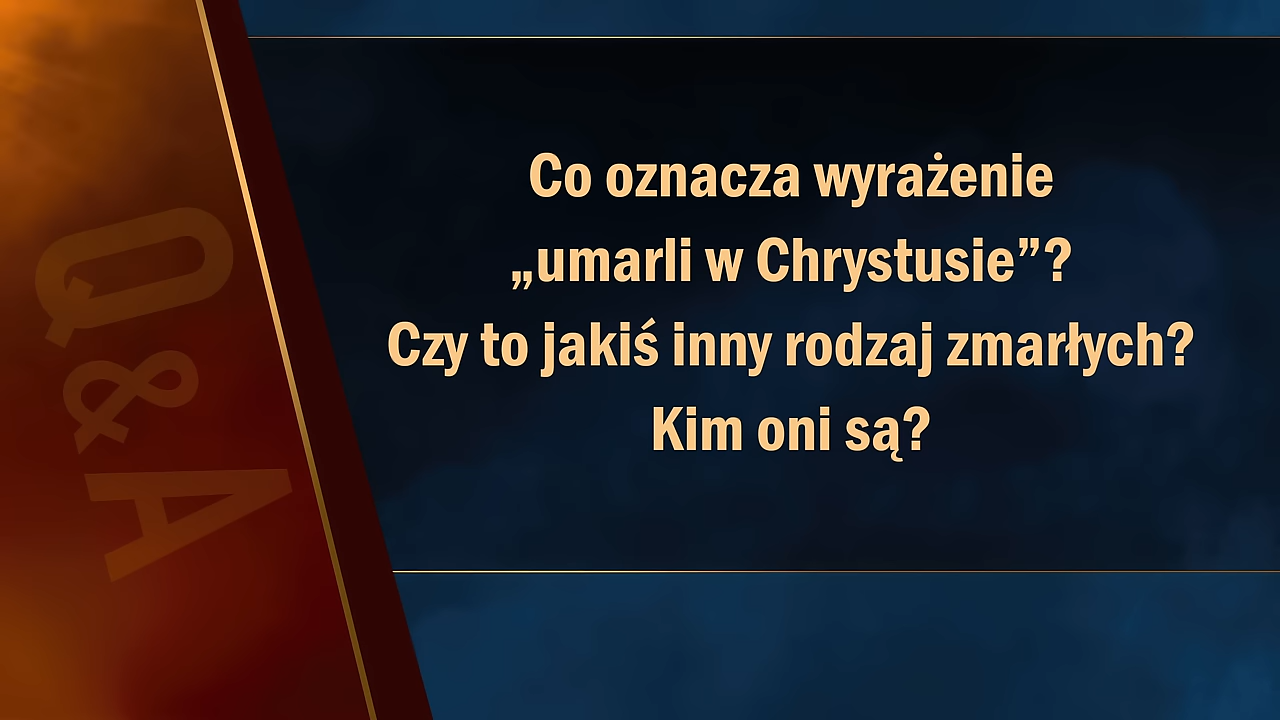 Co oznacza wyrażenie
„umarli w Chrystusie”?
Czy to jakiś inny rodzaj zmarłych?
Kim oni są?
Q & A